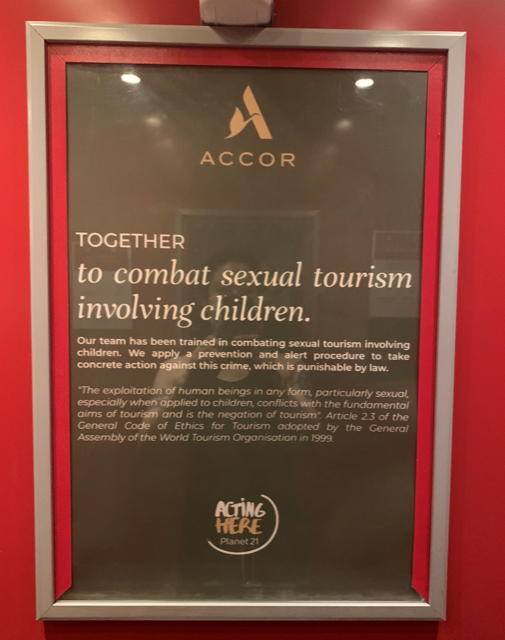 ACCOR
TOGETHER
to combat sexual tourism
involving children.
Our team has been trained in combating sexual tourism involving
children. We apply a prevention and alert procedure to take
concrete action against this crime, which is punishable by law.
"The exploitation of human beings in any form, particularly sexual,
especially when applied to children, conflicts with the fundamental
aims of tourism and is the negation of tourism". Article 2.3 of the
General Code of Ethics for Tourism adopted by the General
Assembly of the World Tourism Organisation in 1999.
ACTING
HERE
Planet 21